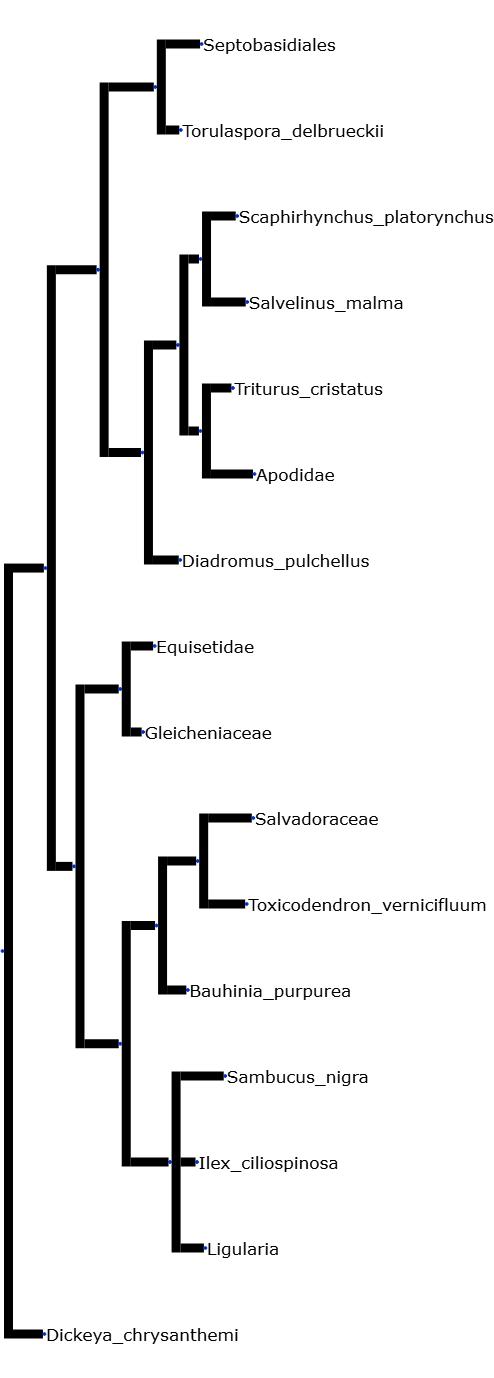 Septobasidiales
Torulaspora_delbrueckii
Scaphirhynchus_platorynchus
Salvelinus_malma
Triturus_cristatus
Apodidae
Diadromus_pulchellus
Equisetidae
Gleicheniaceae
Salvadoraceae
Toxicodendron_vernicifluum
Bauhinia_purpurea
Sambucus_nigra
Ilex_ciliospinosa
Ligularia
Dickeya_chrysanthemi